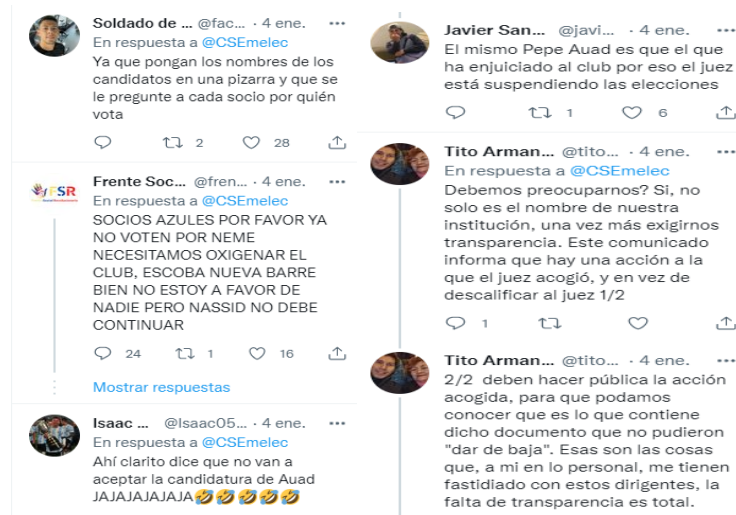 Soldado de ... @fac... · 4 ene.
En respuesta a @CSEmelec
Ya que pongan los nombres de los
candidatos en una pizarra y que se
le pregunte a cada socio por quién
vota
2 28
FSR
Frente Soc... @fren... · 4 ene.
En respuesta a @CSEmelec
SOCIOS AZULES POR FAVOR YA
NO VOTEN POR NEME
NECESITAMOS OXIGENAR EL
CLUB, ESCOBA NUEVA BARRE
BIEN NO ESTOY A FAVOR DE
NADIE PERO NASSID NO DEBE
CONTINUAR
24 1 16
Mostrar respuestas
Isaac ... @Isaac05... · 4 ene.
En respuesta a @CSEmelec
Ahí clarito dice que no van a
aceptar la candidatura de Auad
JAJAJAJAJAJA🤣🤣🤣🤣🤣
Javier San... @javi... · 4 ene.
El mismo Pepe Auad es que el que
ha enjuiciado al club por eso el juez
está suspendiendo las elecciones
1 6
Tito Arman... @tito... · 4 ene.
En respuesta a @CSEmelec
Debemos preocuparnos? Si, no
solo es el nombre de nuestra
institución, una vez más exigirnos
transparencia. Este comunicado
informa que hay una acción a la
que el juez acogió, y en vez de
descalificar al juez 1/2
1
Tito Arman... @tito... · 4 ene.
2/2 deben hacer pública la acción
acogida, para que podamos
conocer que es lo que contiene
dicho documento que no pudieron
"dar de baja". Esas son las cosas
que, a mi en lo personal, me tienen
fastidiado con estos dirigentes, la
falta de transparencia es total.